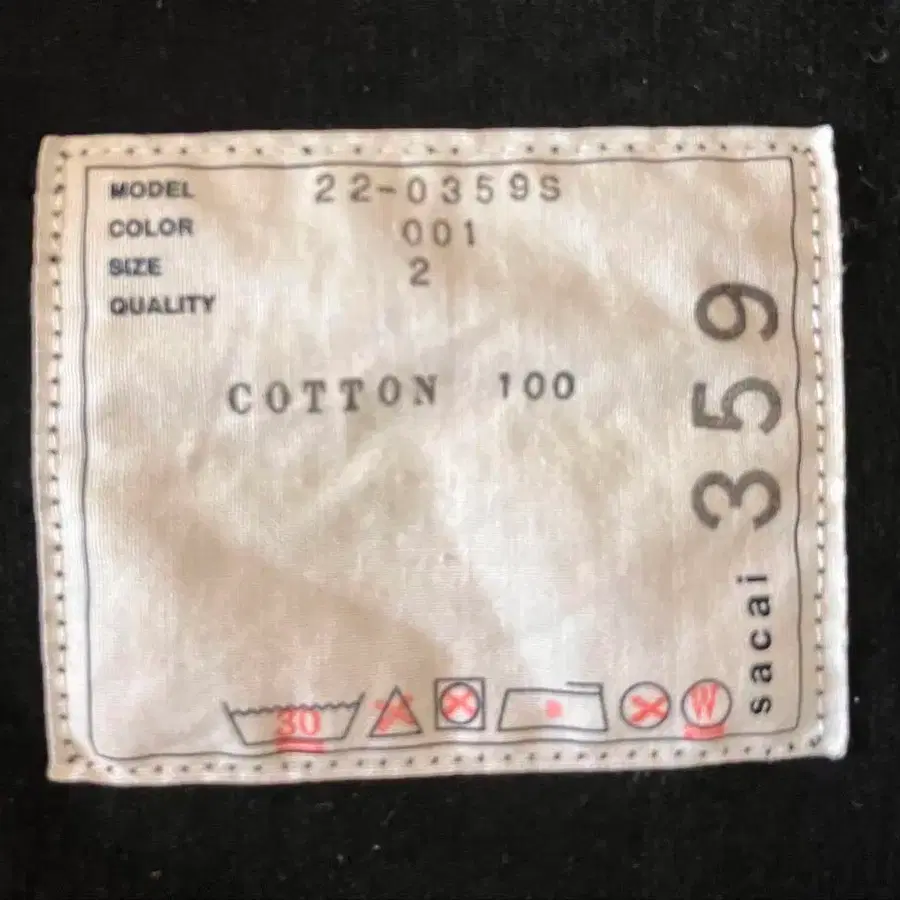 MODEL 22-0359S
COLOR 001
SIZE 2
QUALITY
COTTON 100
30
W
sacai 359